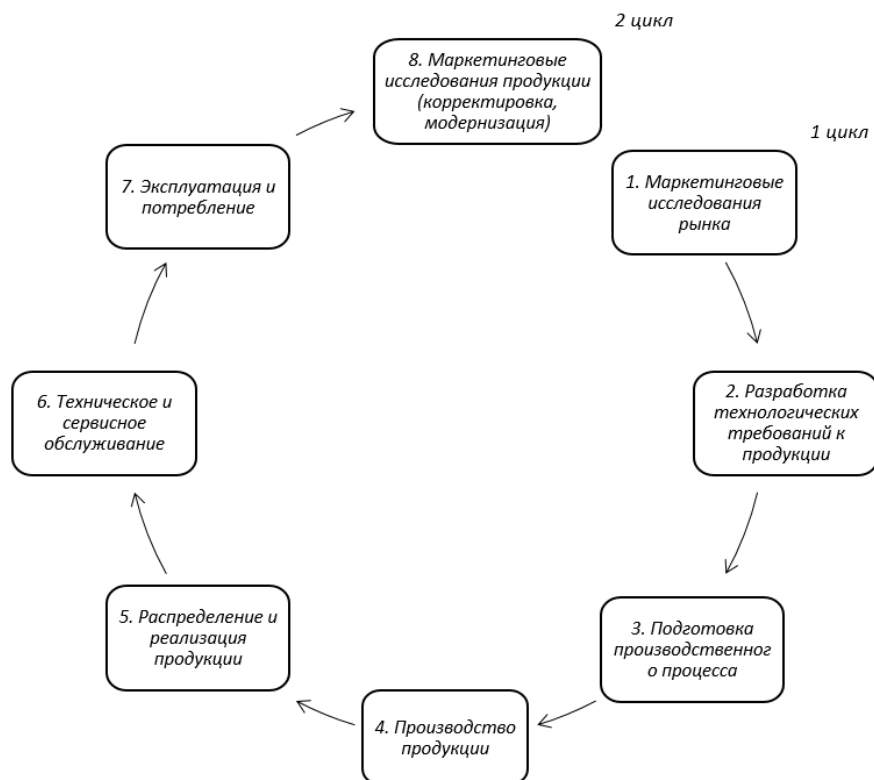 2 цикл
8. Маркетинговые
исследования продукции
(корректировка,
модернизация)
1 цикл
1. Маркетинговые
исследования
рынка
7. Эксплуатация и
потребление
6. Техническое и
сервисное
обслуживание
2. Разработка
технологических
требований к
продукции
5. Распределение и
реализация
продукции
3. Подготовка
производственног
о процесса
4. Производство
продукции